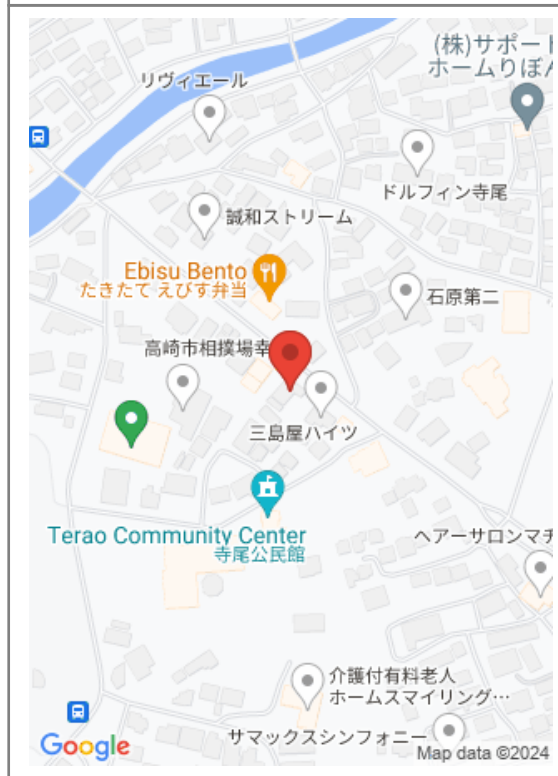 (株)サポート
ホームりぼん
リヴィエール
ドルフィン寺尾
誠和ストリーム
Ebisu Bento
たきたて えびす弁当
石原第二
高崎市相撲場幸
三島屋ハイツ
Terao Community Center
寺尾公民館
ヘアーサロンマチ
介護付有料老人
ホームスマイリング…
サマックスシンフォニー
Google
Map data ©2024